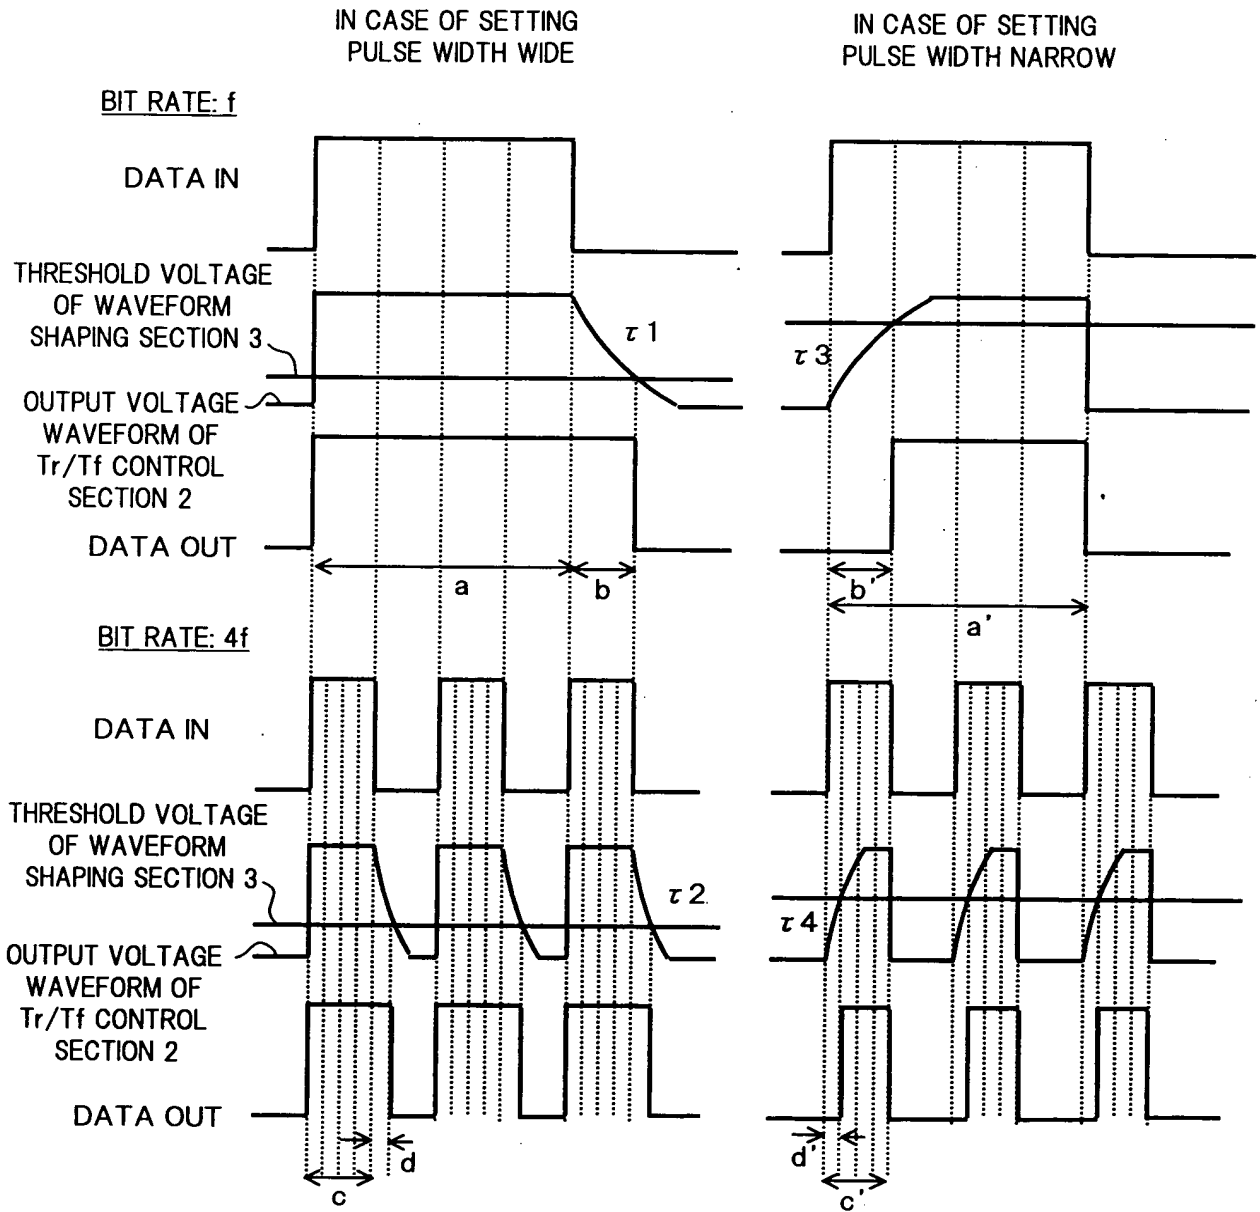 IN CASE OF SETTING
PULSE WIDTH WIDE
IN CASE OF SETTING
PULSE WIDTH NARROW
BIT RATE: f
DATA IN
THRESHOLD VOLTAGE
OF WAVEFORM
SHAPING SECTION 3
τ1
τ3
OUTPUT VOLTAGE
WAVEFORM OF
Tr/Tf CONTROL
SECTION 2
DATA OUT
a
b
b'
a'
BIT RATE: 4f
DATA IN
THRESHOLD VOLTAGE
OF WAVEFORM
SHAPING SECTION 3
τ2
τ4
OUTPUT VOLTAGE
WAVEFORM OF
Tr/Tf CONTROL
SECTION 2
DATA OUT
d
c
d'
c'